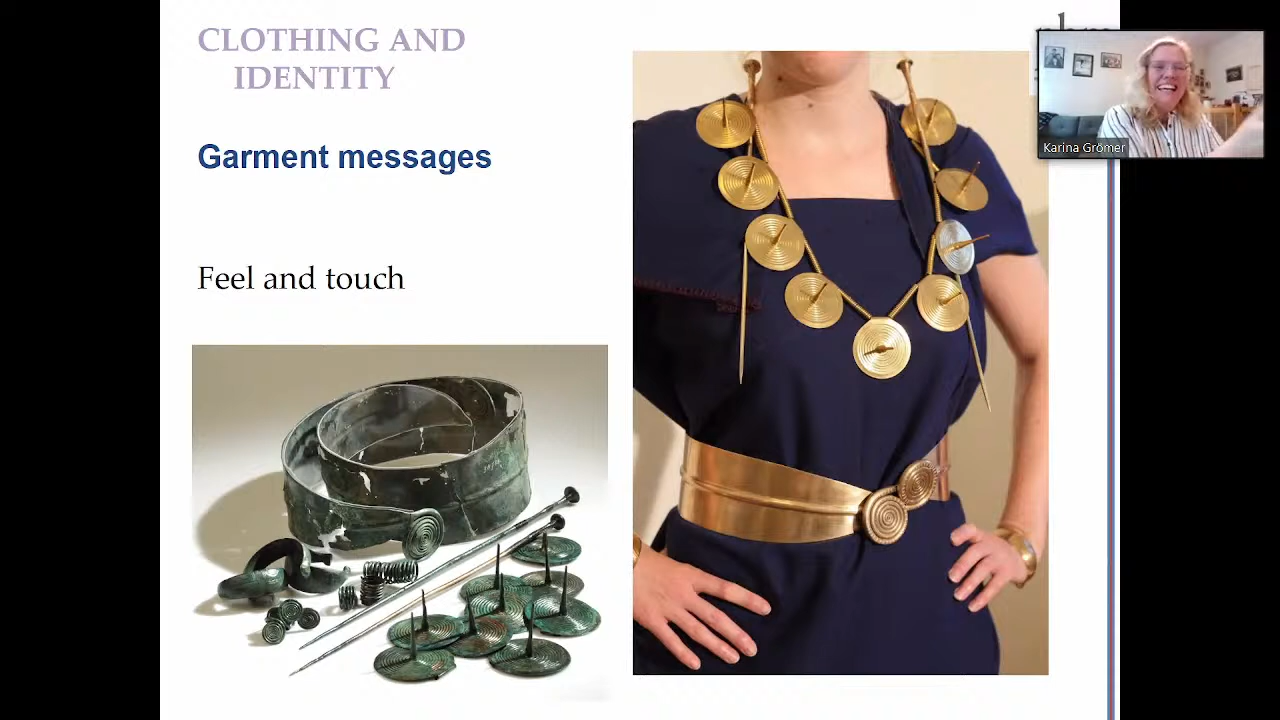 CLOTHING AND
IDENTITY
Garment messages
Feel and touch
Karina Grömer